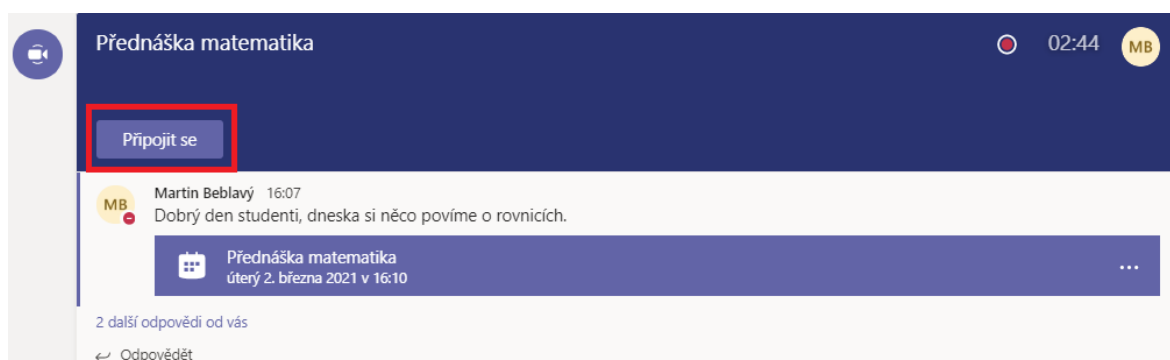 Přednáška matematika
02:44
MB
Připojit se
MB
Martin Beblavý 16:07
Dobrý den studenti, dneska si něco povíme o rovnicích.
Přednáška matematika
úterý 2. března 2021 v 16:10
2 další odpovědi od vás
Odpovědět